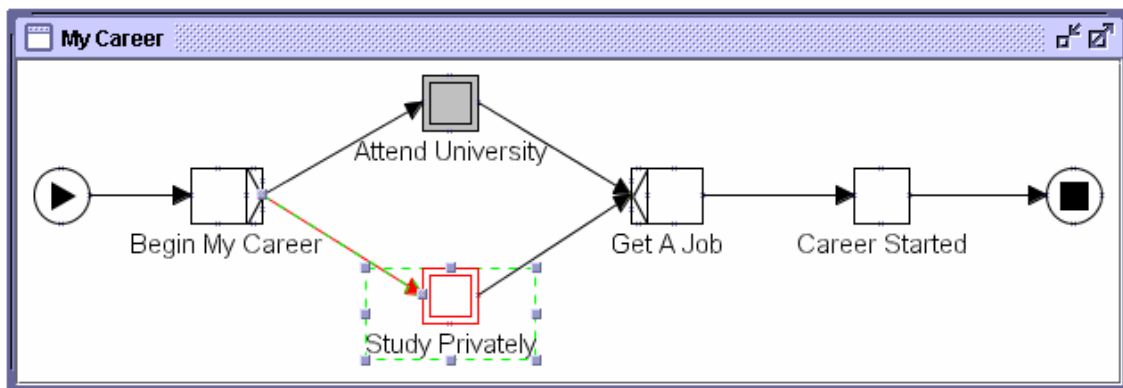 My Career
Attend University
Begin My Career
Get A Job
Career Started
Study Privately